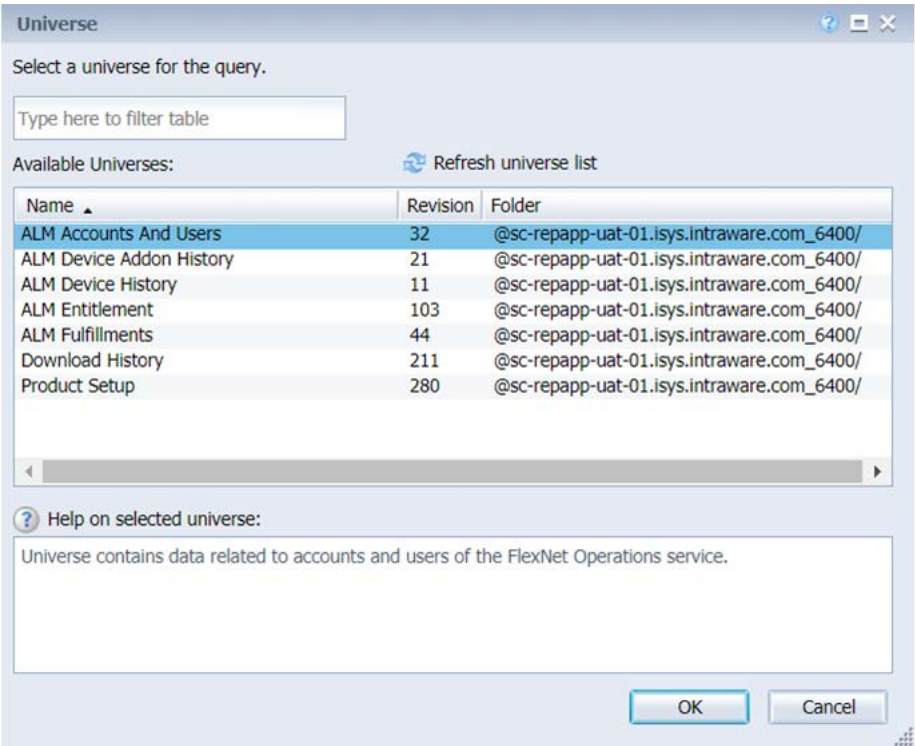 Universe
Select a universe for the query.
Type here to filter table
Available Universes: Refresh universe list
Name Revision Folder
ALM Accounts And Users 32 @sc-repapp-uat-01.isys.intraware.com_6400/
ALM Device Addon History 21 @sc-repapp-uat-01.isys.intraware.com_6400/
ALM Device History 11 @sc-repapp-uat-01.isys.intraware.com_6400/
ALM Entitlement 103 @sc-repapp-uat-01.isys.intraware.com_6400/
ALM Fulfillments 44 @sc-repapp-uat-01.isys.intraware.com_6400/
Download History 211 @sc-repapp-uat-01.isys.intraware.com_6400/
Product Setup 280 @sc-repapp-uat-01.isys.intraware.com_6400/
Help on selected universe:
Universe contains data related to accounts and users of the FlexNet Operations service.
OK Cancel